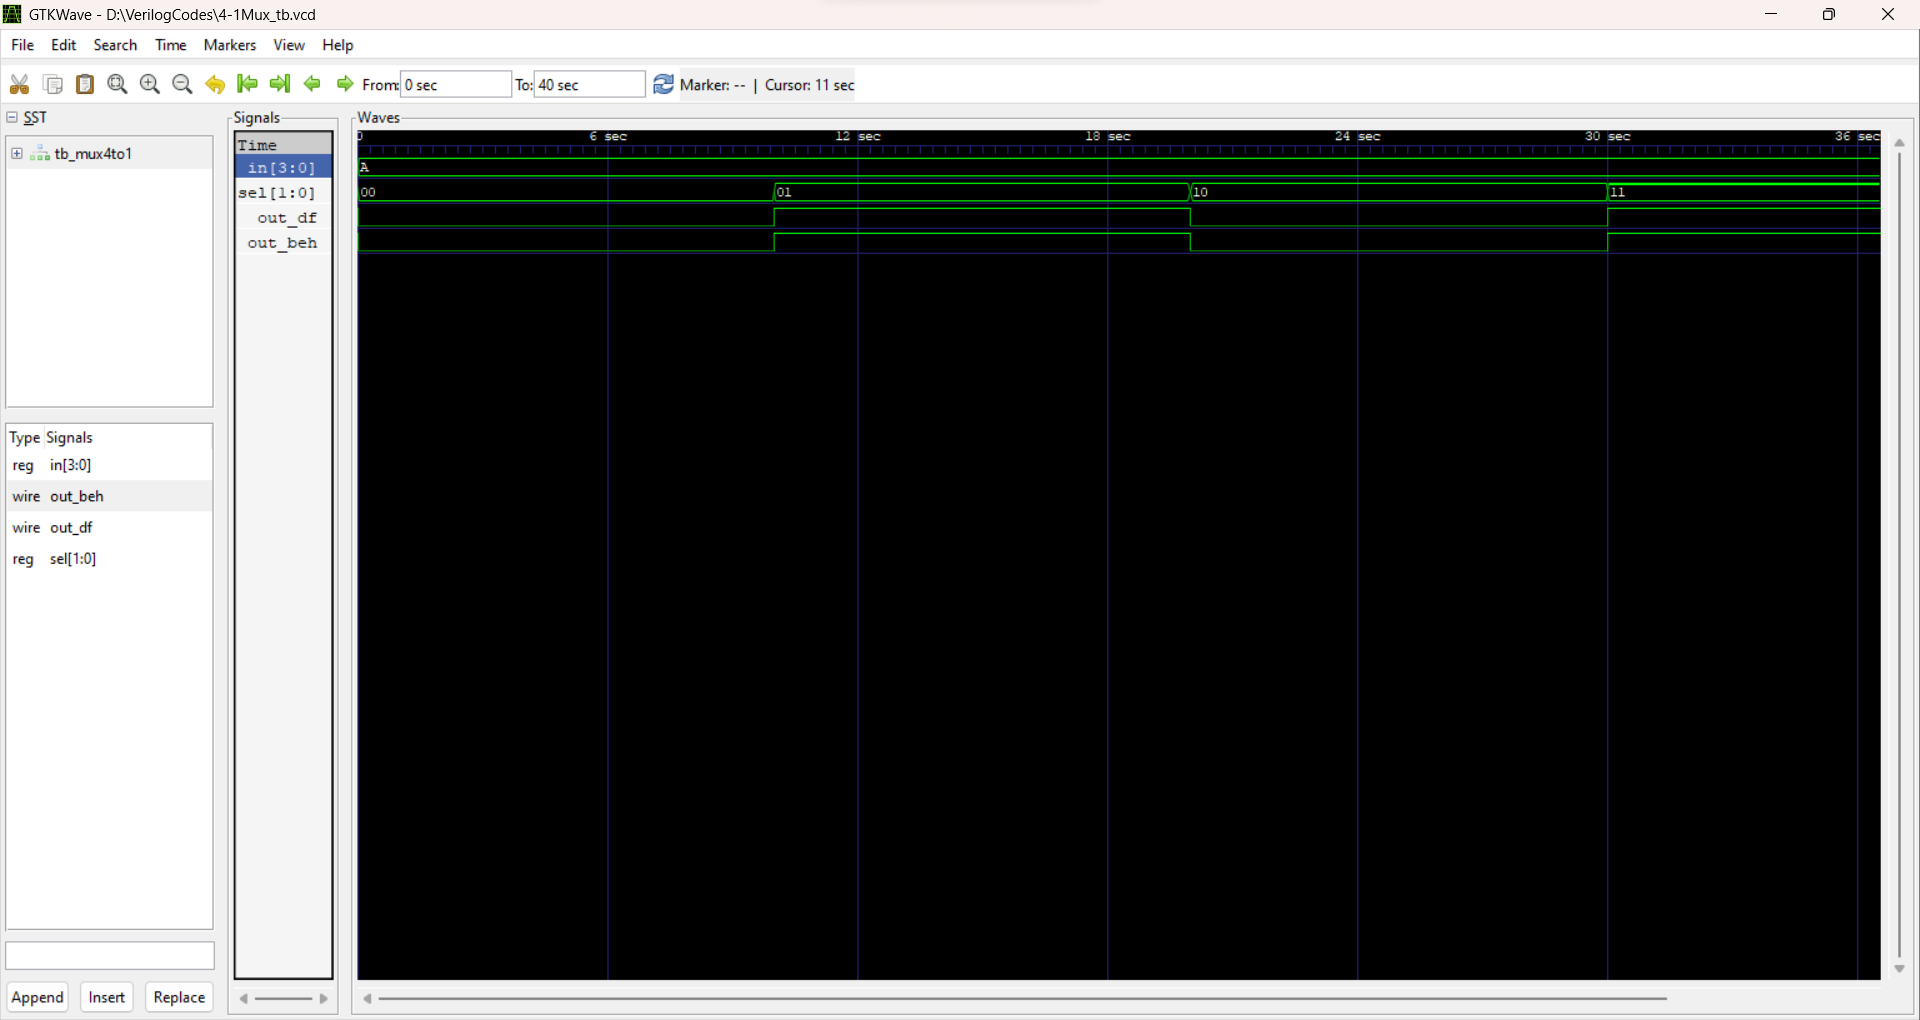 GTKWave - D:\VerilogCodes\4-1Mux_tb.vcd
File Edit Search Time Markers View Help
From: 0 sec To: 40 sec Marker: -- | Cursor: 11 sec
SST
tb_mux4to1
Type Signals
reg in[3:0]
wire out_beh
wire out_df
reg sel[1:0]
Append Insert Replace
Signals
Time
in[3:0]
sel[1:0]
out_df
out_beh
Waves
0 6 sec 12 sec 18 sec 24 sec 30 sec 36 sec
A
00 01 10 11